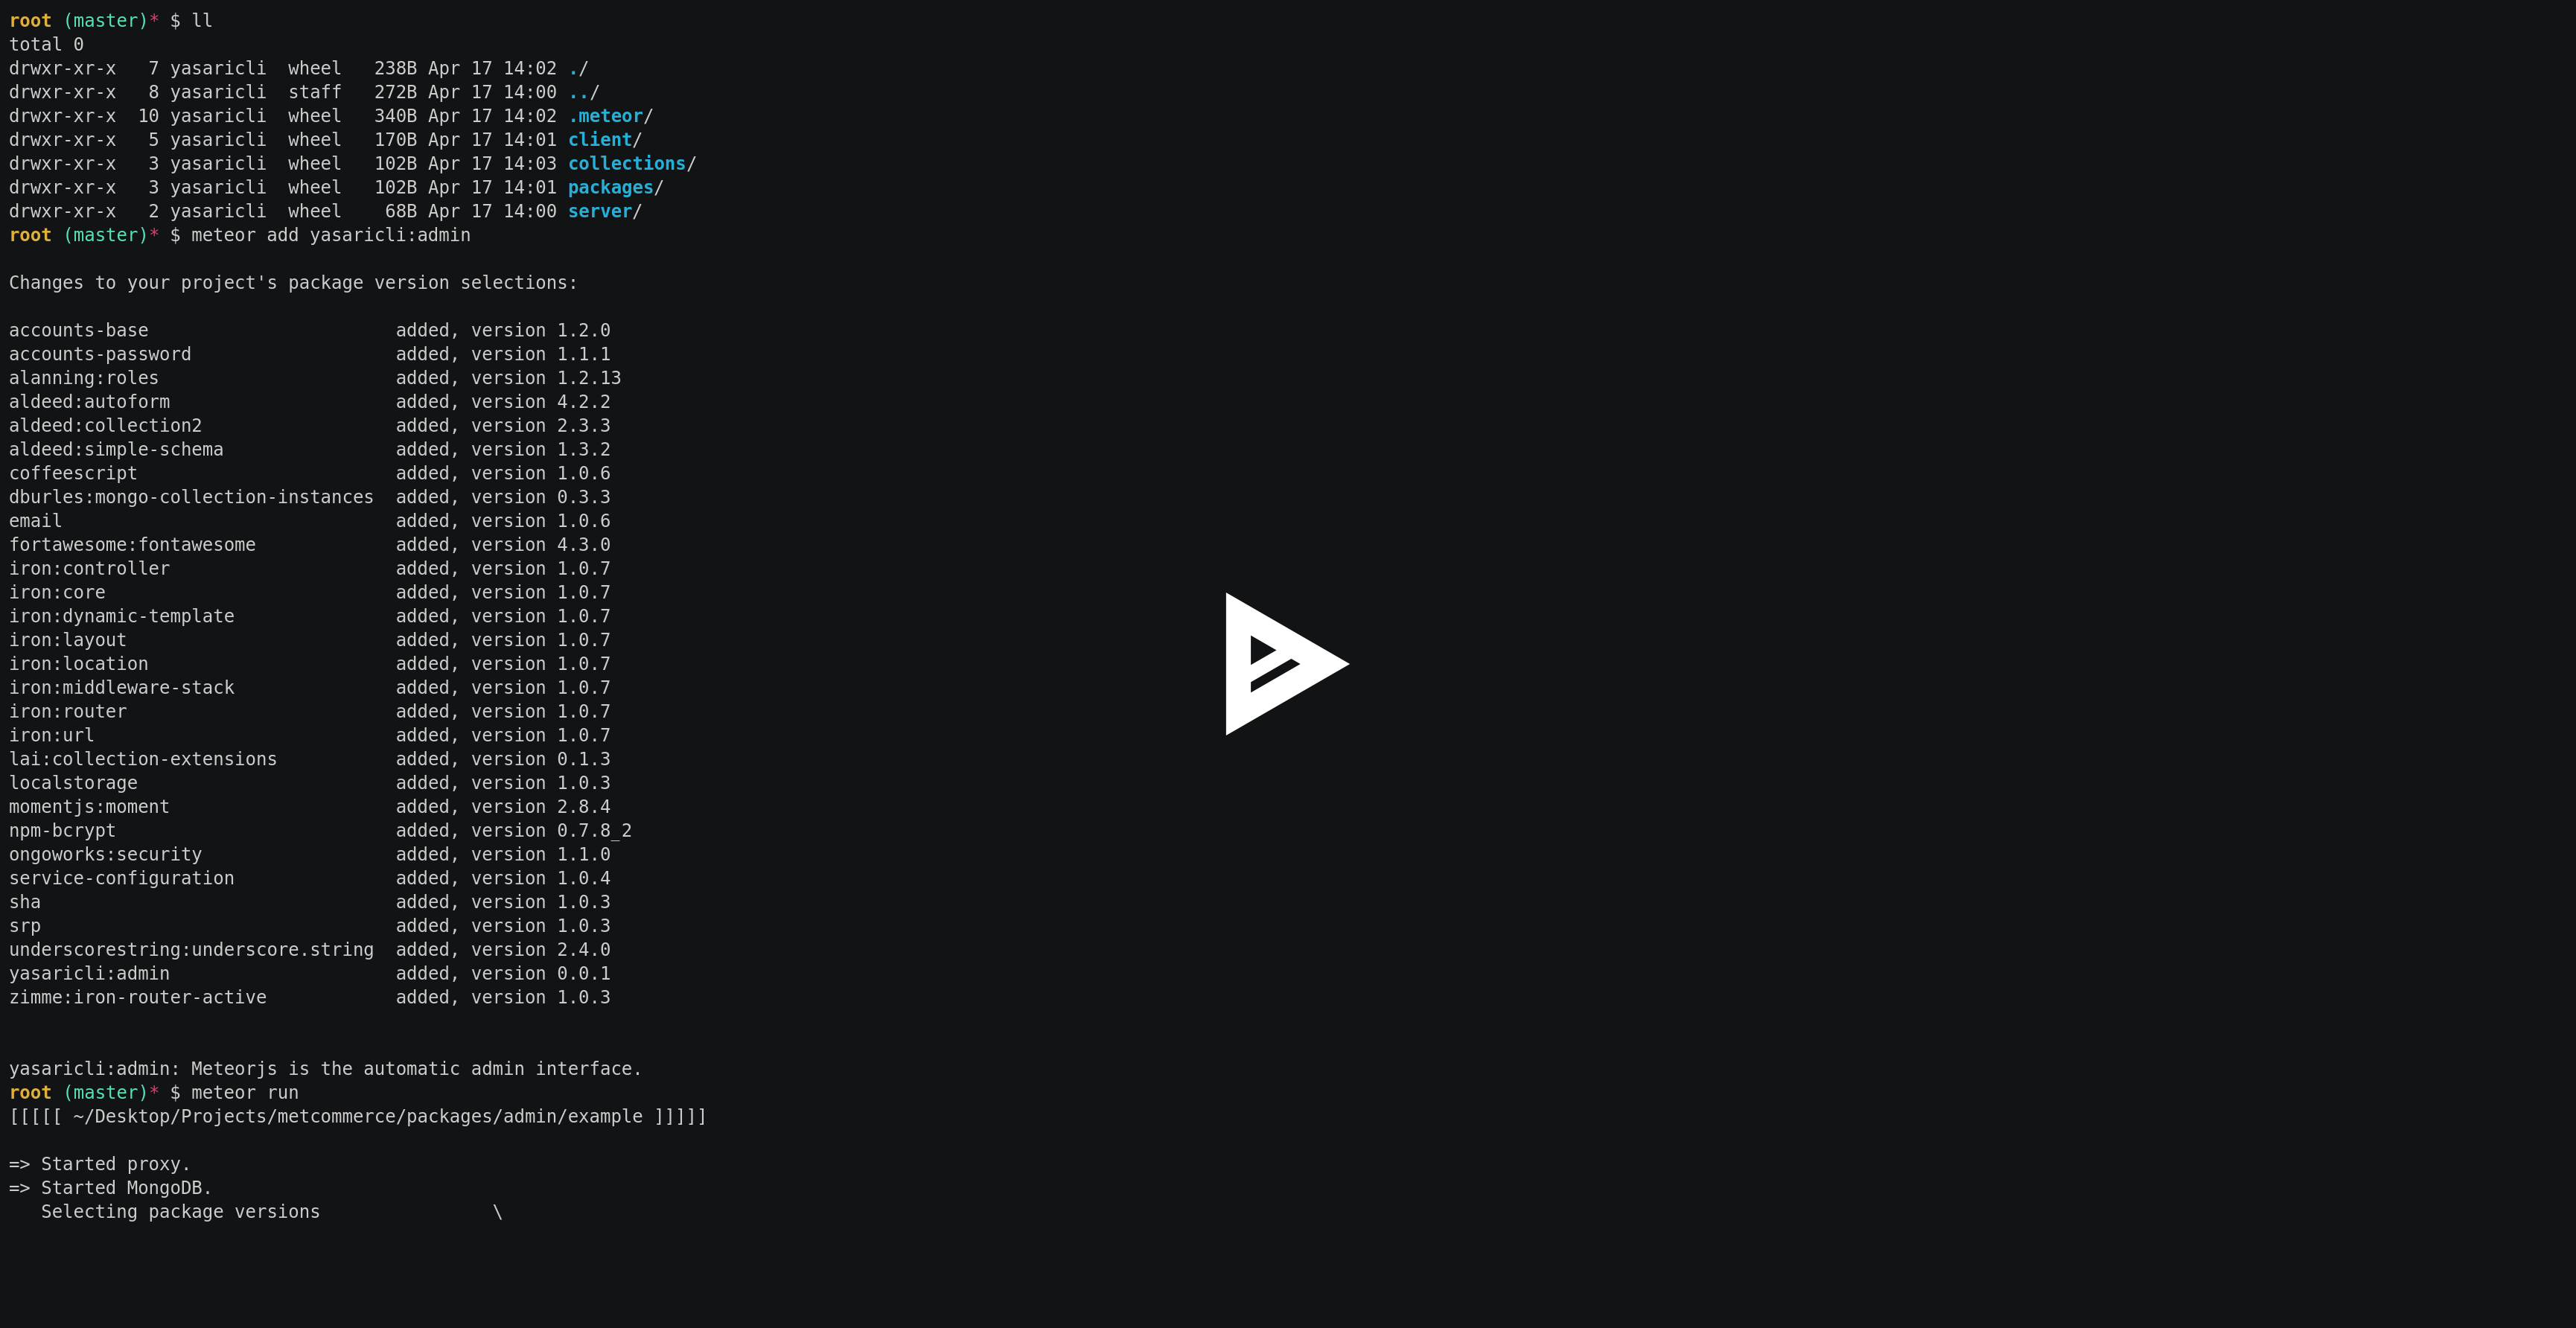 root (master)* $ ll
total 0
drwxr-xr-x   7 yasaricli  wheel   238B Apr 17 14:02 ./
drwxr-xr-x   8 yasaricli  staff   272B Apr 17 14:00 ../
drwxr-xr-x  10 yasaricli  wheel   340B Apr 17 14:02 .meteor/
drwxr-xr-x   5 yasaricli  wheel   170B Apr 17 14:01 client/
drwxr-xr-x   3 yasaricli  wheel   102B Apr 17 14:03 collections/
drwxr-xr-x   3 yasaricli  wheel   102B Apr 17 14:01 packages/
drwxr-xr-x   2 yasaricli  wheel    68B Apr 17 14:00 server/
root (master)* $ meteor add yasaricli:admin
Changes to your project's package version selections:
accounts-base                       added, version 1.2.0
accounts-password                   added, version 1.1.1
alanning:roles                      added, version 1.2.13
aldeed:autoform                     added, version 4.2.2
aldeed:collection2                  added, version 2.3.3
aldeed:simple-schema                added, version 1.3.2
coffeescript                        added, version 1.0.6
dburles:mongo-collection-instances  added, version 0.3.3
email                               added, version 1.0.6
fortawesome:fontawesome             added, version 4.3.0
iron:controller                     added, version 1.0.7
iron:core                           added, version 1.0.7
iron:dynamic-template               added, version 1.0.7
iron:layout                         added, version 1.0.7
iron:location                       added, version 1.0.7
iron:middleware-stack               added, version 1.0.7
iron:router                         added, version 1.0.7
iron:url                            added, version 1.0.7
lai:collection-extensions           added, version 0.1.3
localstorage                        added, version 1.0.3
momentjs:moment                     added, version 2.8.4
npm-bcrypt                          added, version 0.7.8_2
ongoworks:security                  added, version 1.1.0
service-configuration               added, version 1.0.4
sha                                 added, version 1.0.3
srp                                 added, version 1.0.3
underscorestring:underscore.string  added, version 2.4.0
yasaricli:admin                     added, version 0.0.1
zimme:iron-router-active            added, version 1.0.3
yasaricli:admin: Meteorjs is the automatic admin interface.
root (master)* $ meteor run
[[[[[ ~/Desktop/Projects/metcommerce/packages/admin/example ]]]]]
=> Started proxy.
=> Started MongoDB.
   Selecting package versions                \